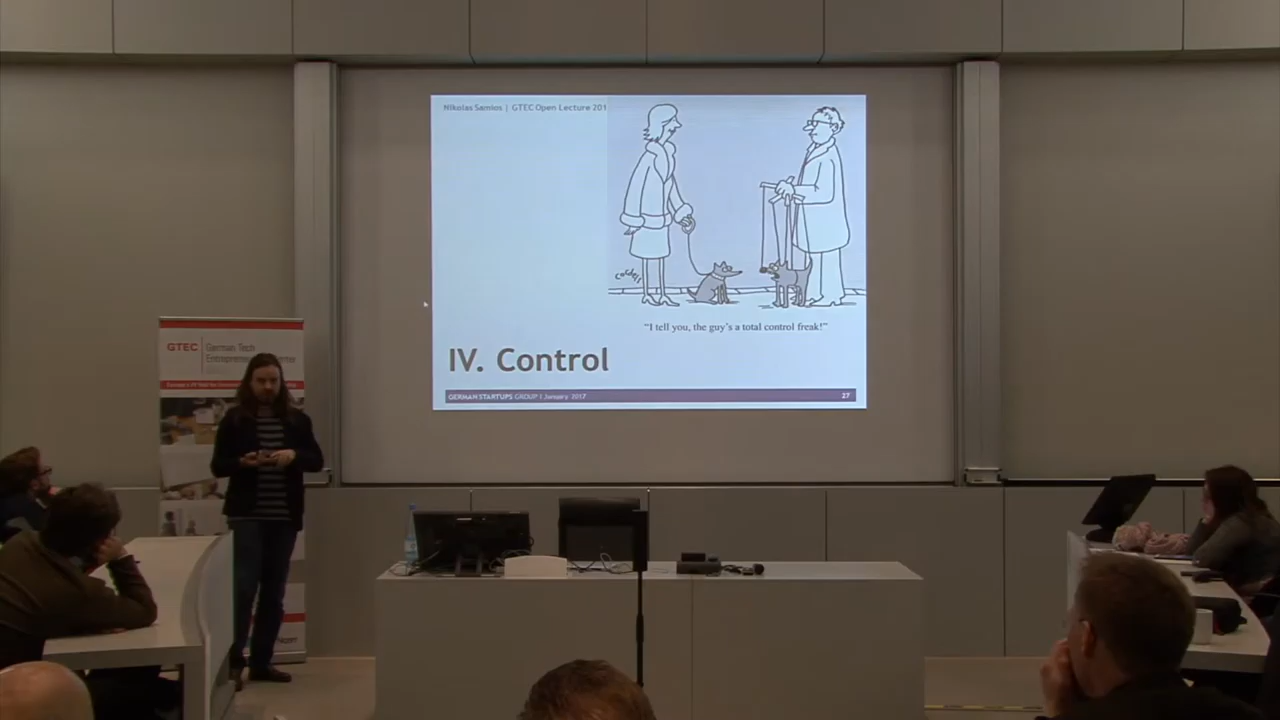 Nikolas Samios | GTEC Open Lecture 201
"I tell you, the guy's a total control freak!"
IV. Control
GERMAN STARTUPS GROUP | January 2017
27
GTEC
German Tech